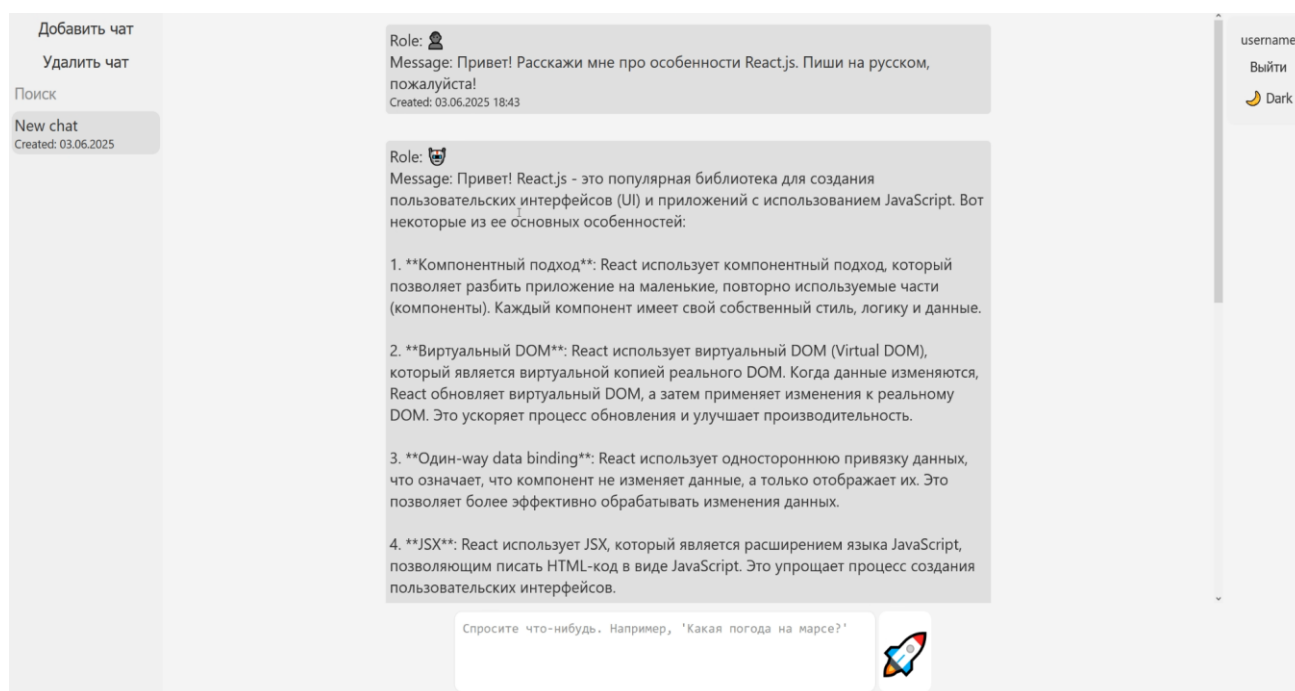 Добавить чат
Удалить чат
Поиск
New chat
Created: 03.06.2025
Role:
Message: Привет! Расскажи мне про особенности React.js. Пиши на русском,
пожалуйста!
Created: 03.06.2025 18:43
Role:
Message: Привет! React.js - это популярная библиотека для создания
пользовательских интерфейсов (UI) и приложений с использованием JavaScript. Вот
некоторые из ее основных особенностей:
1. **Компонентный подход**: React использует компонентный подход, который
позволяет разбить приложение на маленькие, повторно используемые части
(компоненты). Каждый компонент имеет свой собственный стиль, логику и данные.
2. **Виртуальный DOM**: React использует виртуальный DOM (Virtual DOM),
который является виртуальной копией реального DOM. Когда данные изменяются,
React обновляет виртуальный DOM, а затем применяет изменения к реальному
DOM. Это ускоряет процесс обновления и улучшает производительность.
3. **Один-way data binding**: React использует одностороннюю привязку данных,
что означает, что компонент не изменяет данные, а только отображает их. Это
позволяет более эффективно обрабатывать изменения данных.
4. **JSX**: React использует JSX, который является расширением языка JavaScript,
позволяющим писать HTML-код в виде JavaScript. Это упрощает процесс создания
пользовательских интерфейсов.
Спросите что-нибудь. Например, 'Какая погода на марсе?'
username
Выйти
Dark